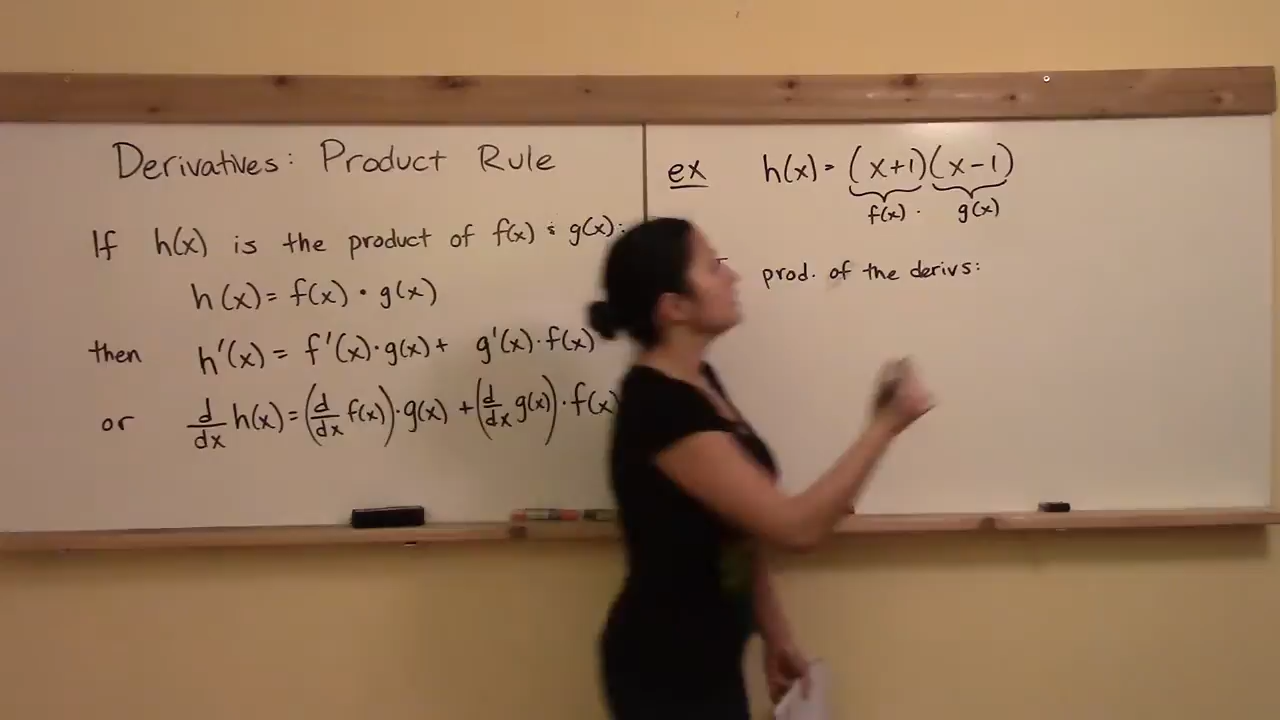 Derivatives: Product Rule
If h(x) is the product of f(x) & g(x):
h(x) = f(x) · g(x)
then h'(x) = f'(x)·g(x) + g'(x)·f(x)
or d/dx h(x) = (d/dx f(x))·g(x) + (d/dx g(x))·f(x)
ex h(x) = (x+1)(x-1)
f(x) · g(x)
prod. of the derivs: